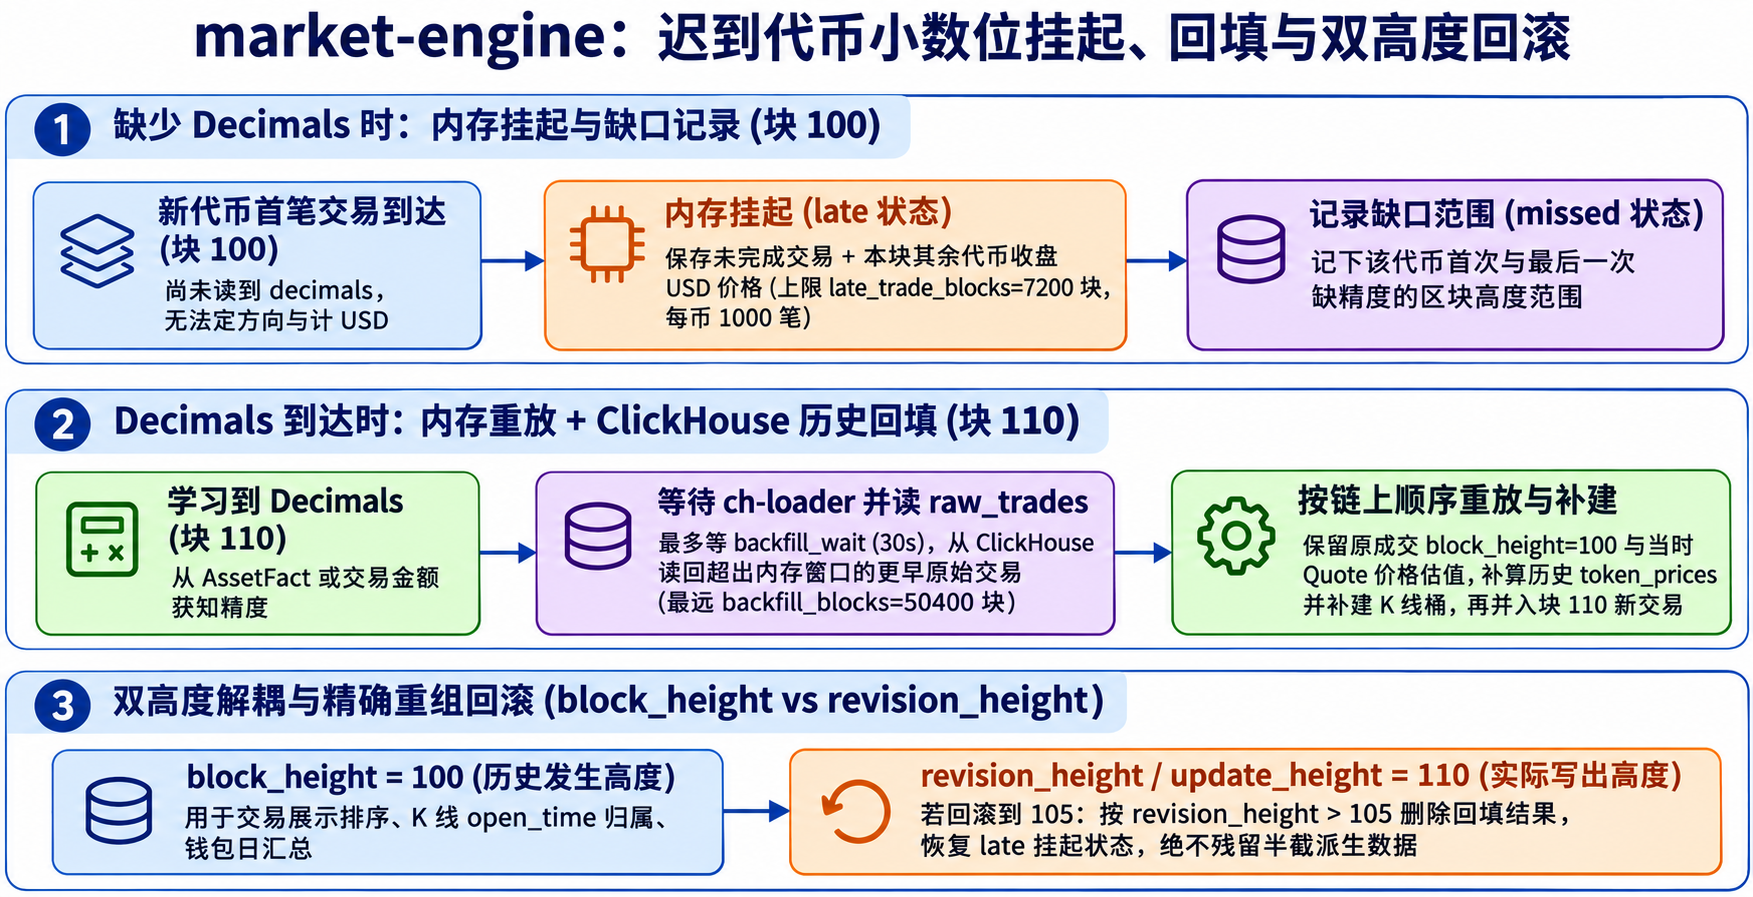 market-engine：迟到代币小数位挂起、回填与双高度回滚
1 缺少 Decimals 时：内存挂起与缺口记录 (块 100)
新代币首笔交易到达
(块 100)
尚未读到 decimals，
无法定方向与计 USD
内存挂起 (late 状态)
保存未完成交易 + 本块其余代币收盘
USD 价格 (上限 late_trade_blocks=7200 块，
每币 1000 笔)
记录缺口范围 (missed 状态)
记下该代币首次与最后一次
缺精度的区块高度范围
2 Decimals 到达时：内存重放 + ClickHouse 历史回填 (块 110)
学习到 Decimals
(块 110)
从 AssetFact 或交易金额
获知精度
等待 ch-loader 并读 raw_trades
最多等 backfill_wait (30s)，从 ClickHouse
读回超出内存窗口的更早原始交易
(最远 backfill_blocks=50400 块)
按链上顺序重放与补建
保留原成交 block_height=100 与当时
Quote 价格估值，补算历史 token_prices
并补建 K 线桶，再并入块 110 新交易
3 双高度解耦与精确重组回滚 (block_height vs revision_height)
block_height = 100 (历史发生高度)
用于交易展示排序、K 线 open_time 归属、
钱包日汇总
revision_height / update_height = 110 (实际写出高度)
若回滚到 105：按 revision_height > 105 删除回填结果，
恢复 late 挂起状态，绝不残留半截派生数据